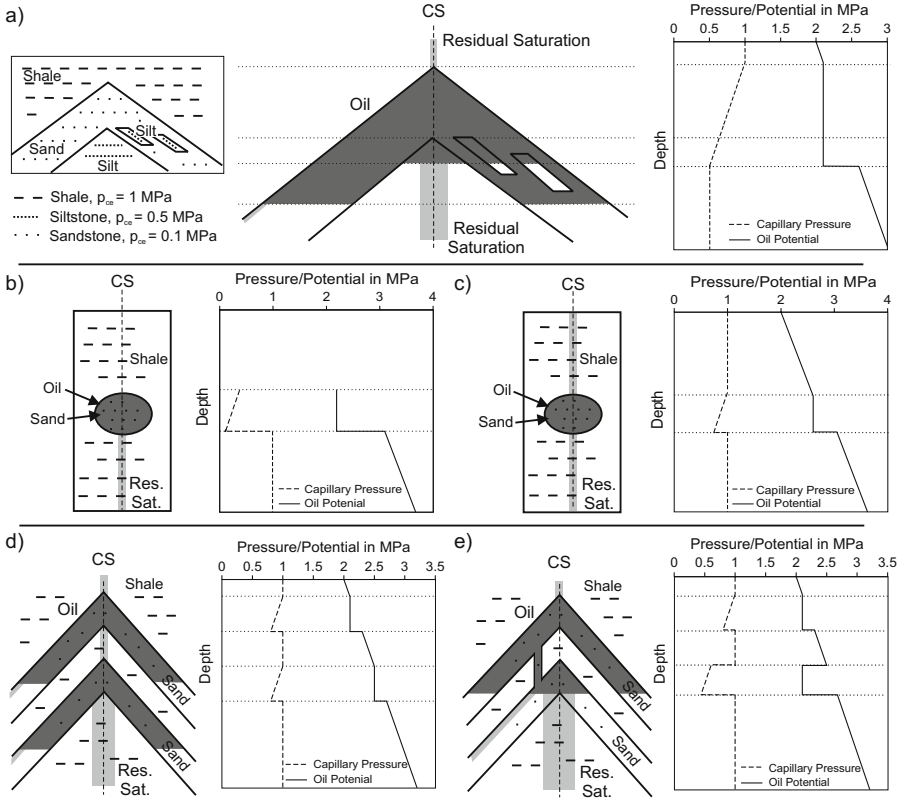 a)
CS
Residual Saturation
Pressure/Potential in MPa
0 0.5 1 1.5 2 2.5 3
Shale
Sand
Silt
Silt
Oil
Depth
Shale, pce = 1 MPa
Siltstone, pce = 0.5 MPa
Sandstone, pce = 0.1 MPa
Residual
Saturation
Capillary Pressure
Oil Potential
b)
CS
Pressure/Potential in MPa
0 1 2 3 4
Shale
Oil
Sand
Depth
Res.
Sat.
Capillary Pressure
Oil Potential
c)
CS
Pressure/Potential in MPa
0 1 2 3 4
Shale
Oil
Sand
Depth
Res.
Sat.
Capillary Pressure
Oil Potential
d)
CS
Pressure/Potential in MPa
0 0.5 1 1.5 2 2.5 3 3.5
Shale
Oil
Sand
Sand
Depth
Res.
Sat.
Capillary Pressure
Oil Potential
e)
CS
Pressure/Potential in MPa
0 0.5 1 1.5 2 2.5 3 3.5
Shale
Oil
Sand
Sand
Depth
Res.
Sat.
Capillary Pressure
Oil Potential